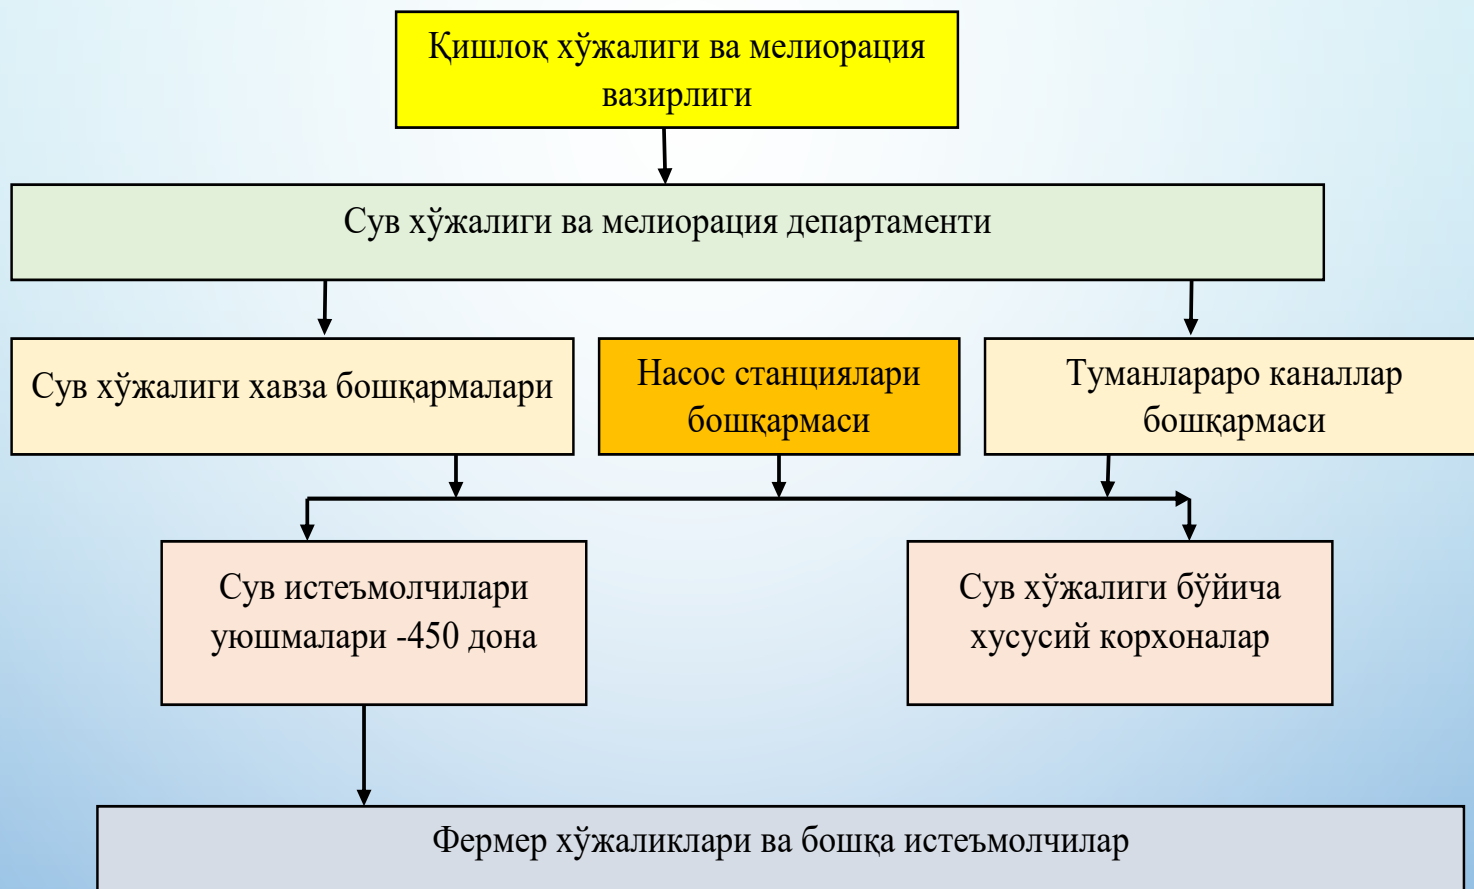 Қишлоқ хўжалиги ва мелиорация
вазирлиги
Сув хўжалиги ва мелиорация департаменти
Сув хўжалиги хавза бошқармалари
Насос станциялари
бошқармаси
Туманлараро каналлар
бошқармаси
Сув истеъмолчилари
уюшмалари -450 дона
Сув хўжалиги бўйича
хусусий корхоналар
Фермер хўжаликлари ва бошқа истеъмолчилар